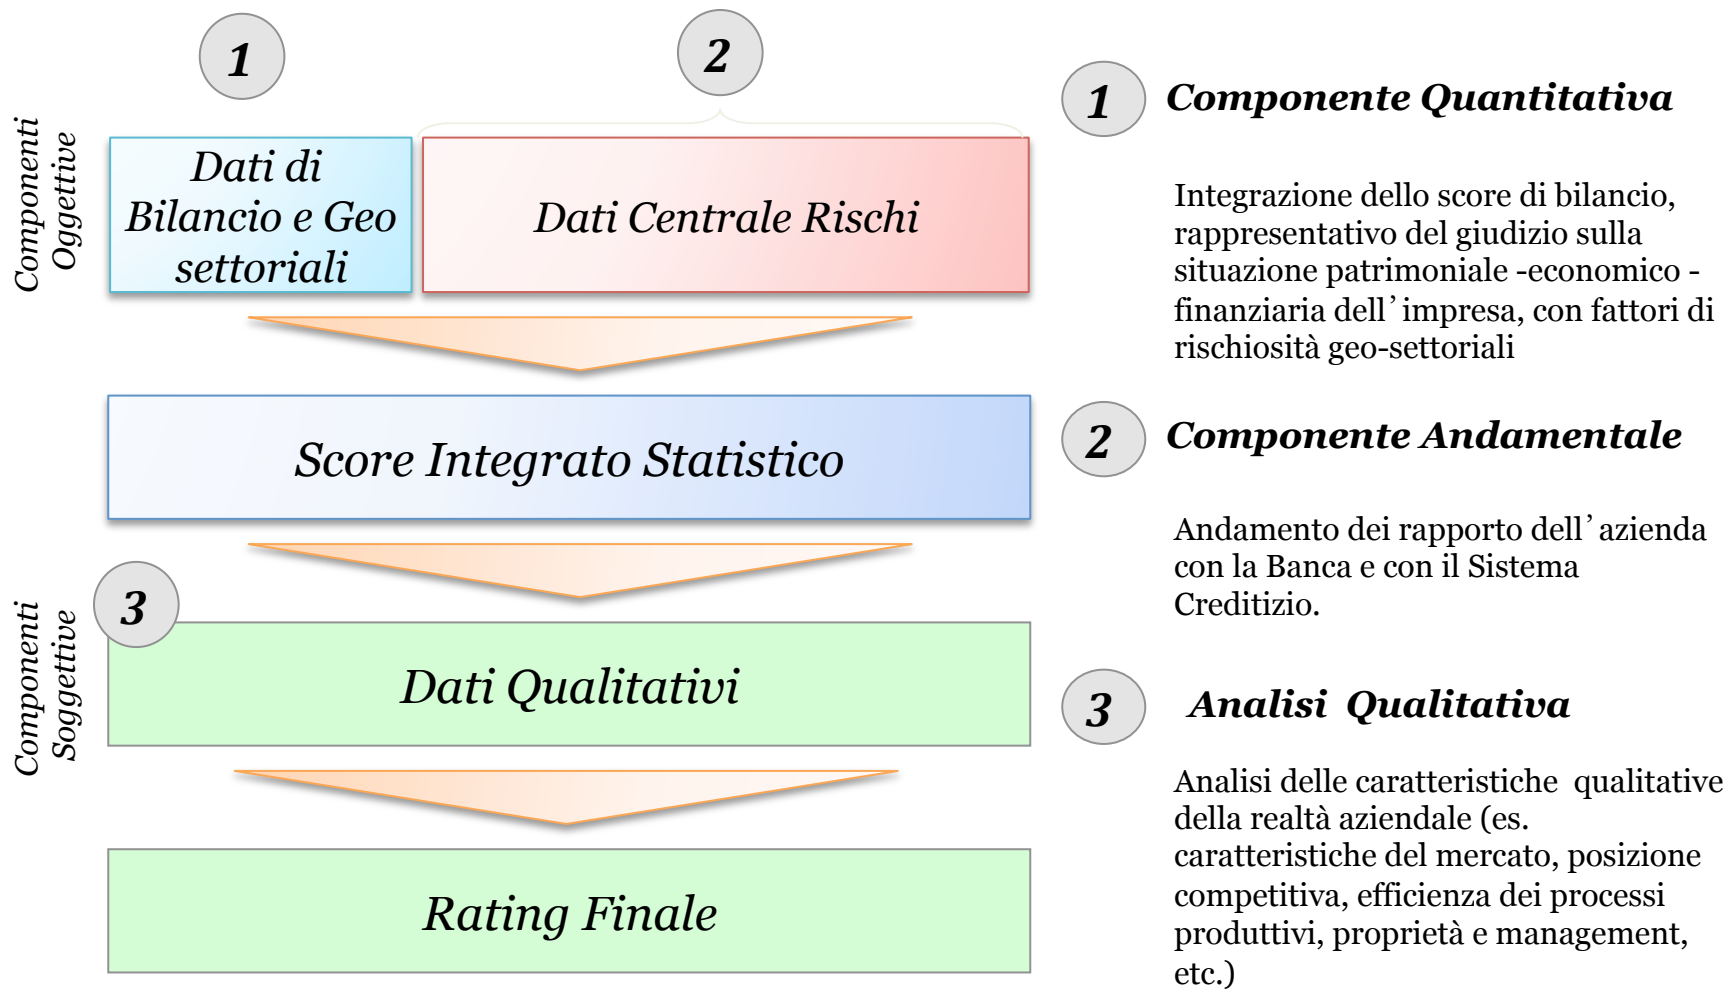 1
2
Componenti
Oggettive
Dati di
Bilancio e Geo
settoriali
Dati Centrale Rischi
Score Integrato Statistico
3
Componenti
Soggettive
Dati Qualitativi
Rating Finale
1
Componente Quantitativa
Integrazione dello score di bilancio,
rappresentativo del giudizio sulla
situazione patrimoniale -economico -
finanziaria dell’impresa, con fattori di
rischiosità geo-settoriali
2
Componente Andamentale
Andamento dei rapporto dell’azienda
con la Banca e con il Sistema
Creditizio.
3
Analisi Qualitativa
Analisi delle caratteristiche qualitative
della realtà aziendale (es.
caratteristiche del mercato, posizione
competitiva, efficienza dei processi
produttivi, proprietà e management,
etc.)